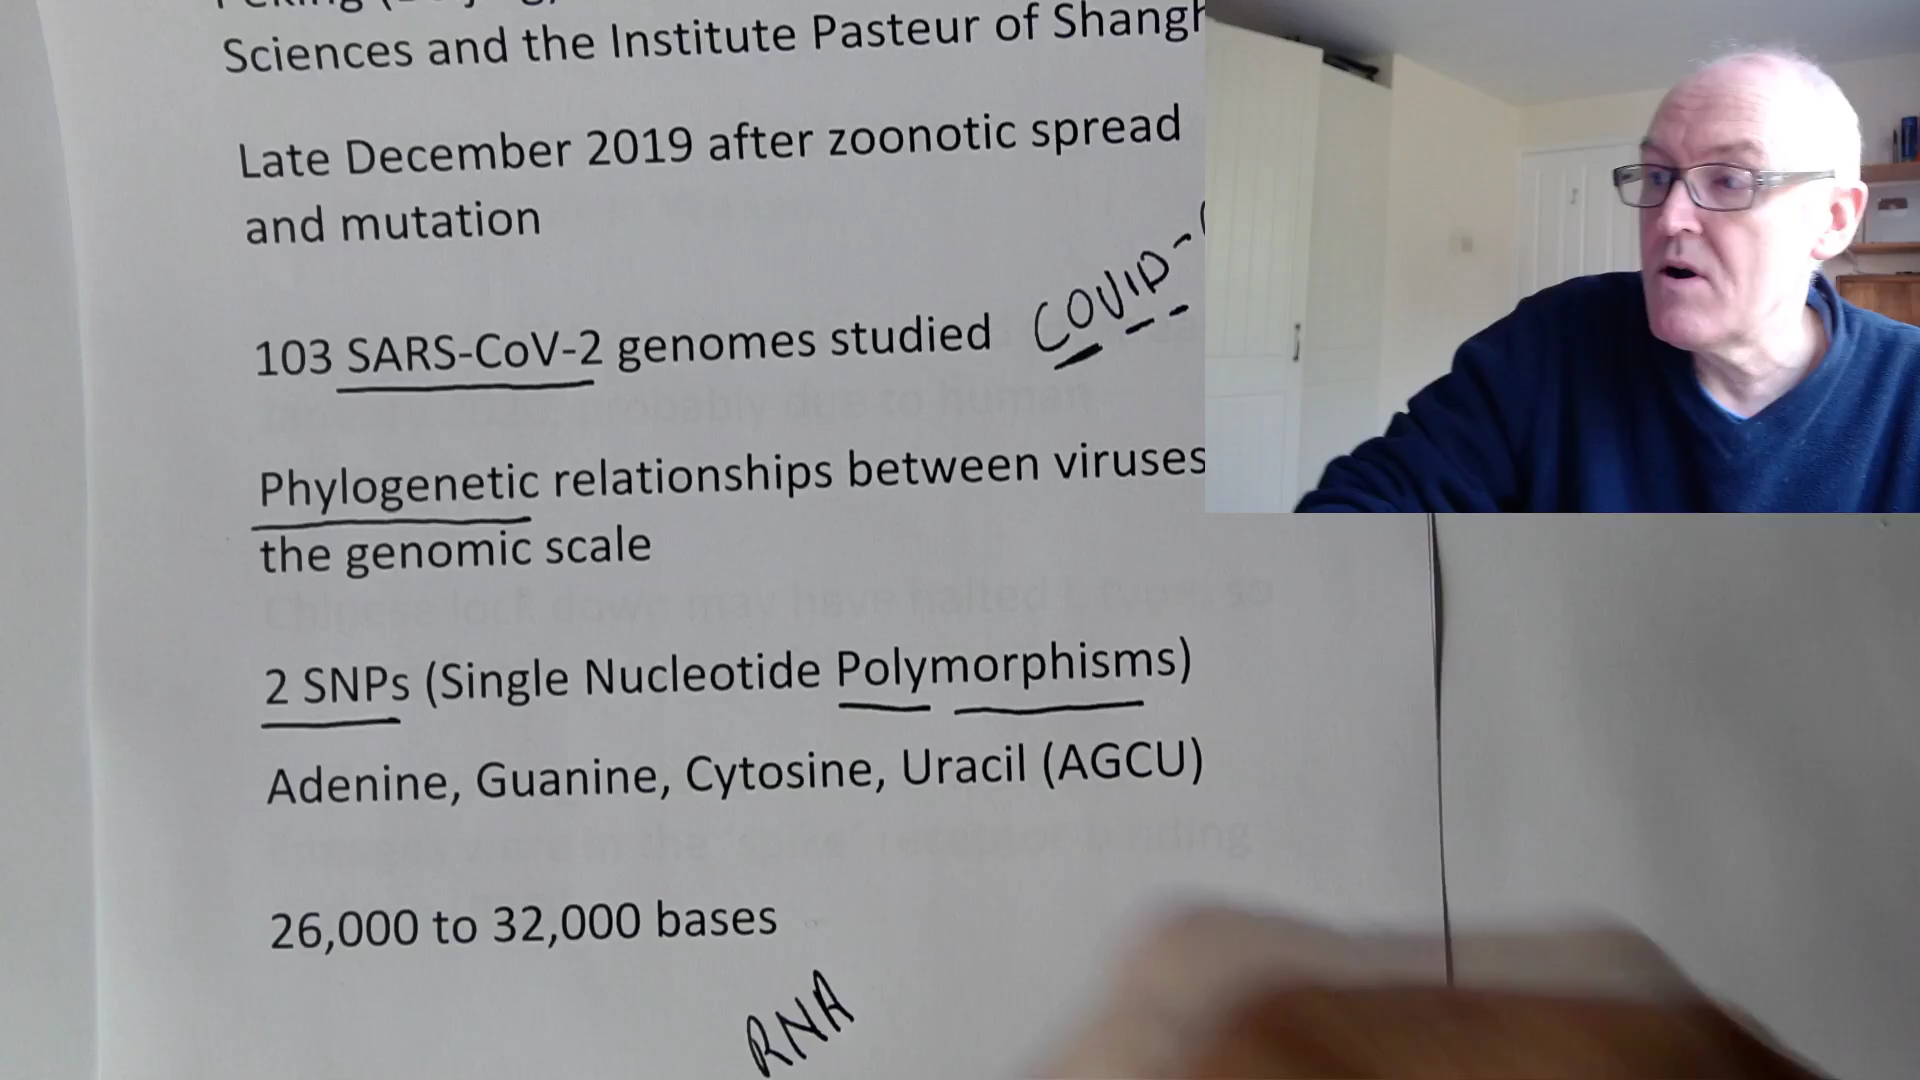 Sciences and the Institute Pasteur of Shangh
Late December 2019 after zoonotic spread
and mutation
103 SARS-CoV-2 genomes studied COVID-
Phylogenetic relationships between viruses
the genomic scale
2 SNPs (Single Nucleotide Polymorphisms)
Adenine, Guanine, Cytosine, Uracil (AGCU)
26,000 to 32,000 bases
RNA